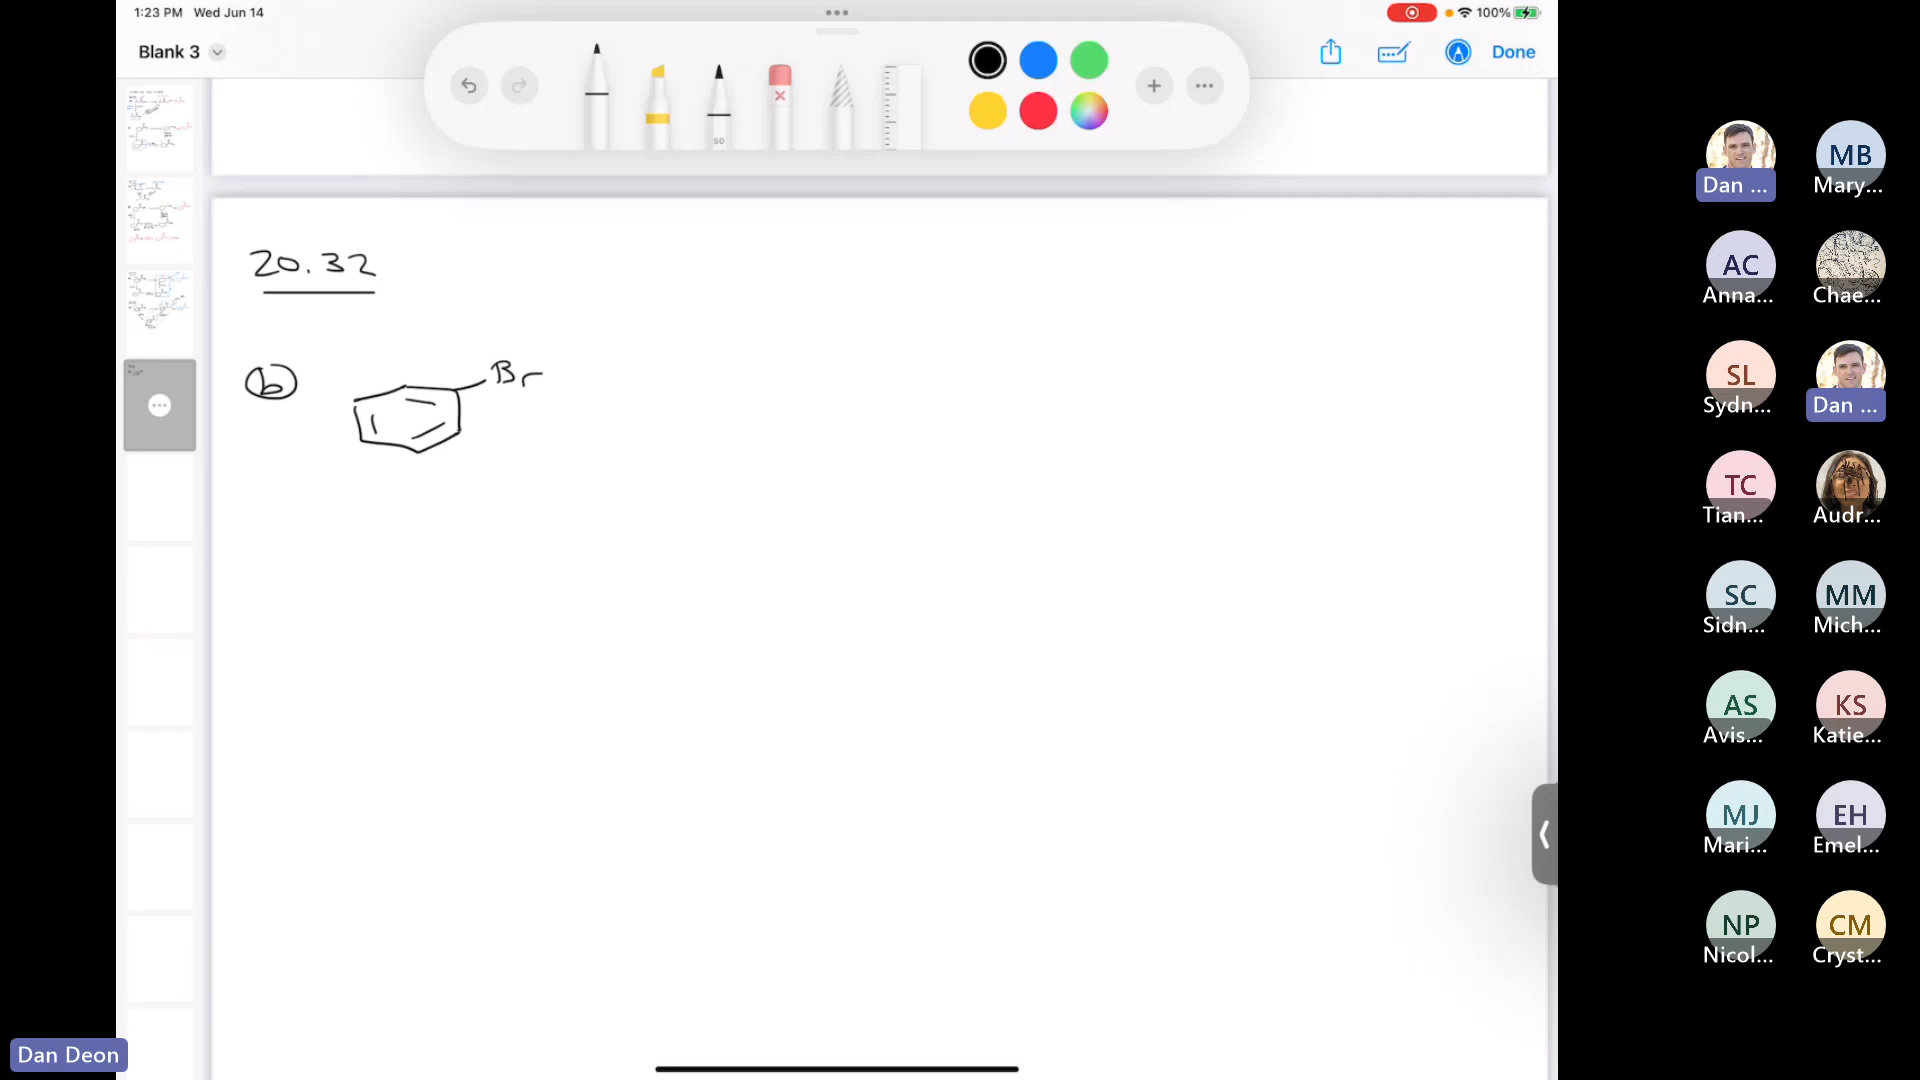 1:23 PM Wed Jun 14
100%
Blank 3
Done
50
20.32
b
Br
Dan ...
MB
Mary...
AC
Anna...
Chae...
SL
Sydn...
Dan ...
TC
Tian...
Audr...
SC
Sidn...
MM
Mich...
AS
Avis...
KS
Katie...
MJ
Mari...
EH
Emel...
NP
Nicol...
CM
Cryst...
Dan Deon